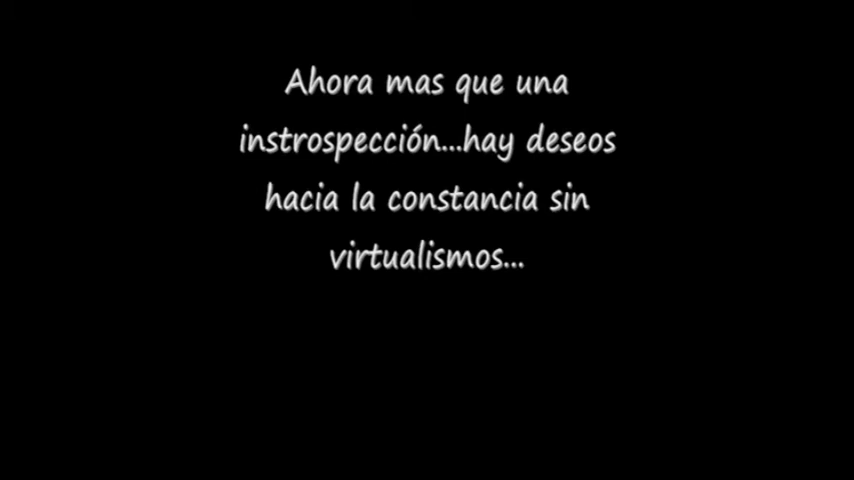 Ahora mas que una
instrospección...hay deseos
hacia la constancia sin
virtualismos...